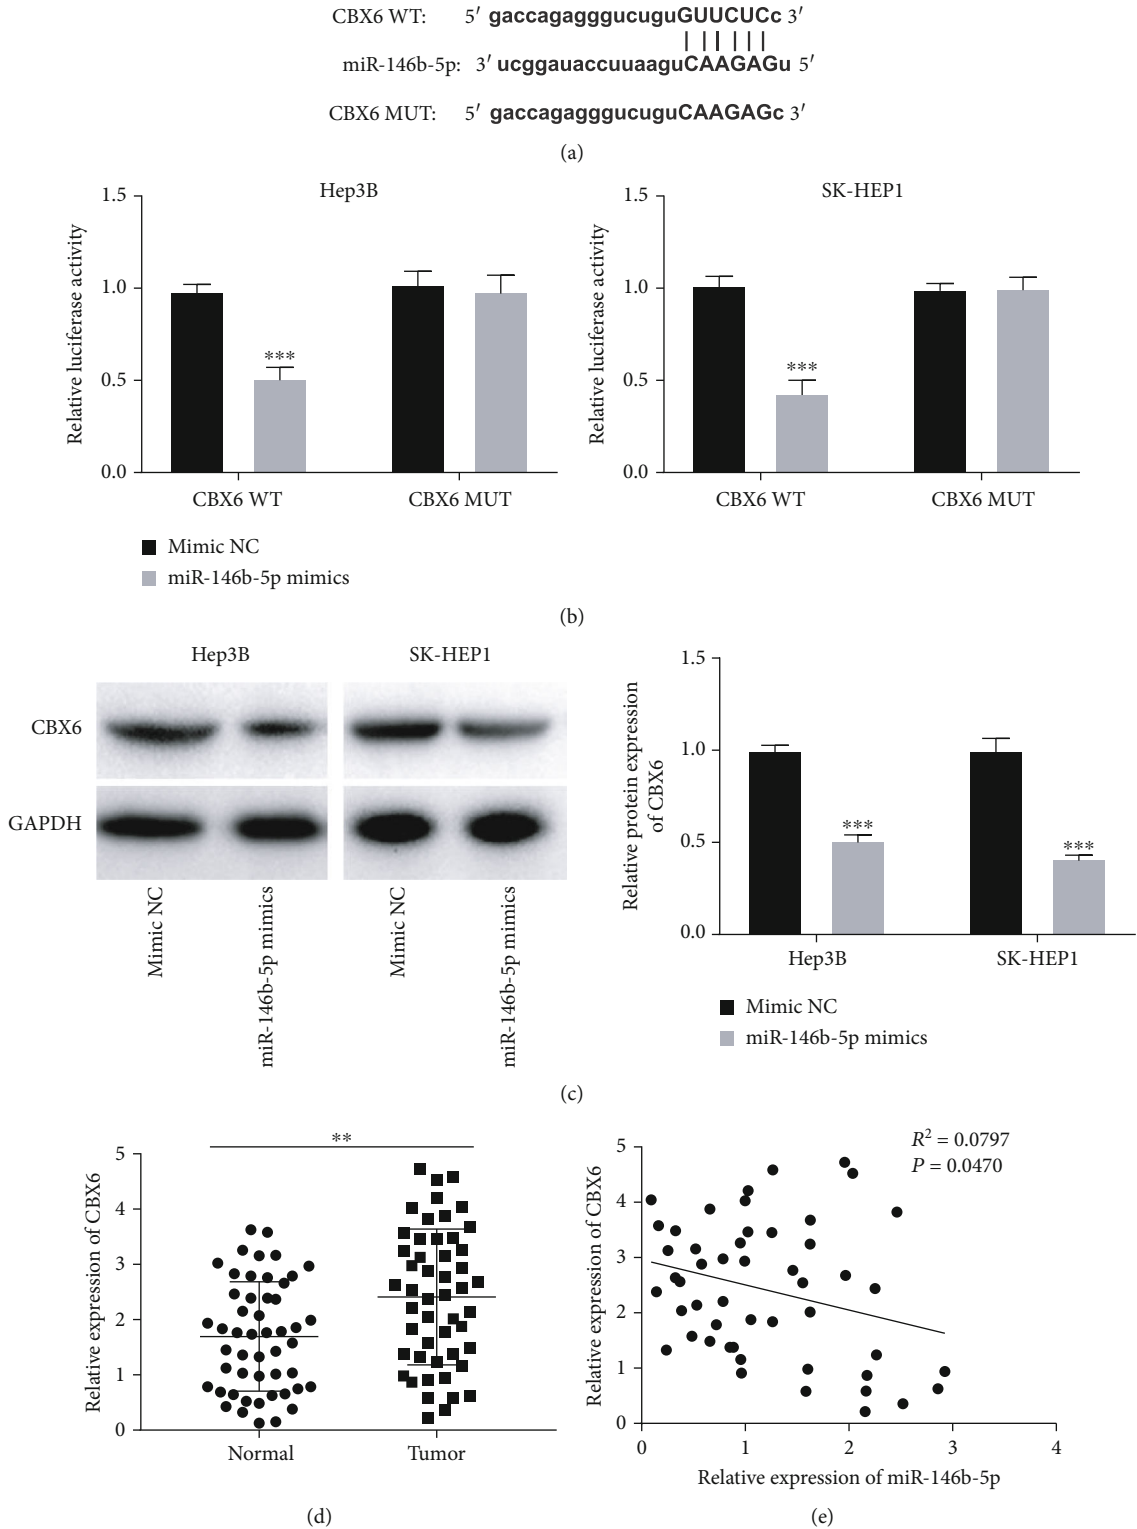 CBX6 WT: 5′ gaccagagggucuguGUUCUCc 3′
miR-146b-5p: 3′ ucggauaccuuaaguCAAGAGu 5′
CBX6 MUT: 5′ gaccagagggucuguCAAGAGc 3′
(a)
Hep3B
Relative luciferase activity
1.5
1.0
0.5
0.0
***
CBX6 WT CBX6 MUT
SK-HEP1
Relative luciferase activity
1.5
1.0
0.5
0.0
***
CBX6 WT CBX6 MUT
Mimic NC
miR-146b-5p mimics
(b)
Hep3B SK-HEP1
CBX6
GAPDH
Mimic NC
miR-146b-5p mimics
Mimic NC
miR-146b-5p mimics
Relative protein expression
of CBX6
1.5
1.0
0.5
0.0
***
***
Hep3B SK-HEP1
Mimic NC
miR-146b-5p mimics
(c)
Relative expression of CBX6
5
4
3
2
1
0
**
Normal Tumor
(d)
Relative expression of CBX6
5
4
3
2
1
0
R² = 0.0797
P = 0.0470
0 1 2 3 4
Relative expression of miR-146b-5p
(e)